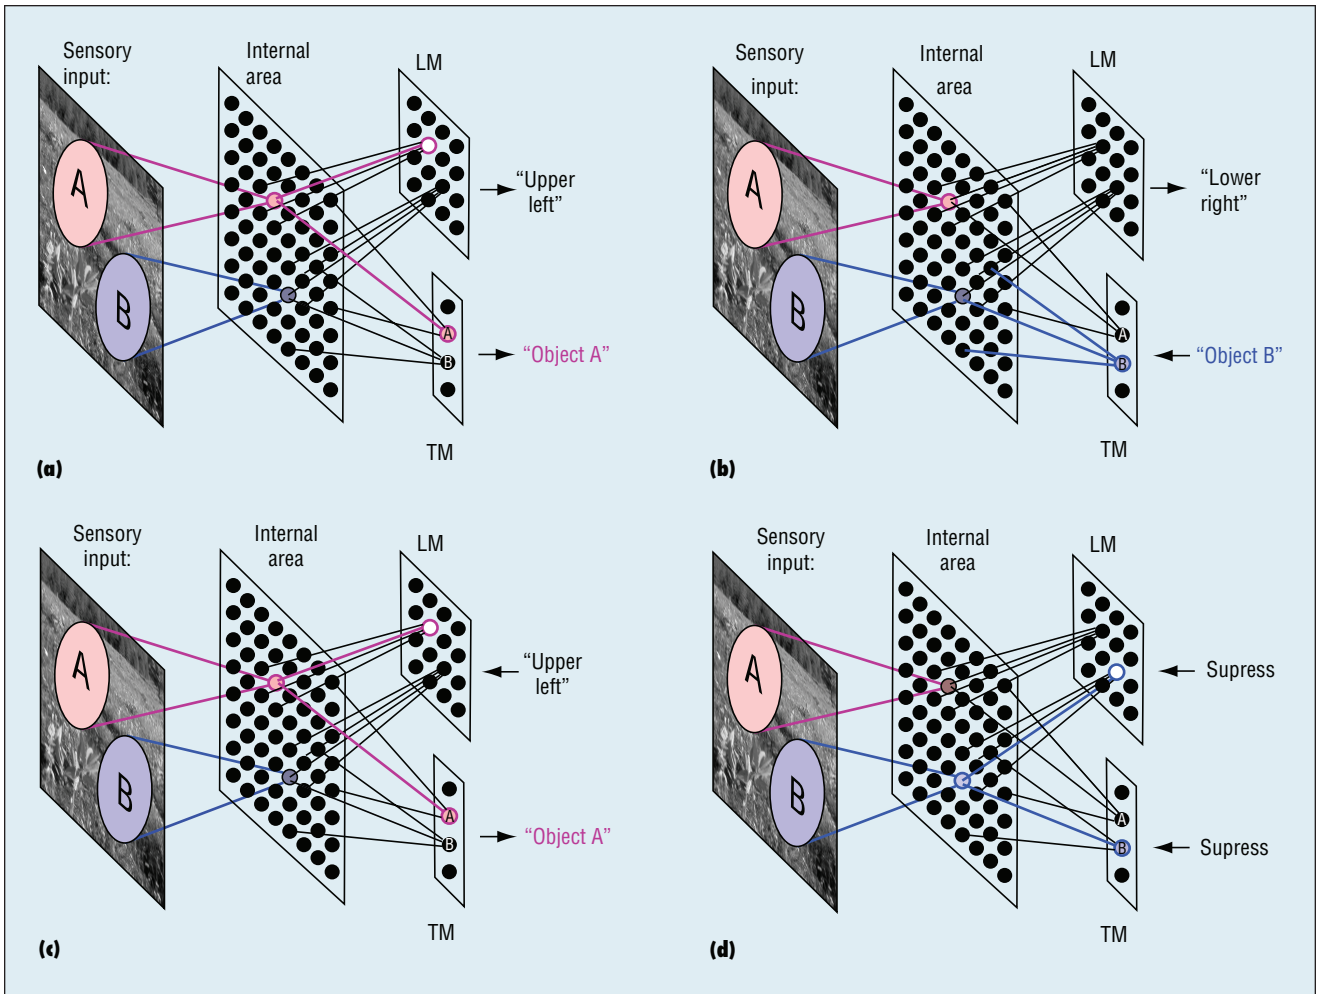 Sensory
input:
Internal
area
LM
A
B
"Upper
left"
A
B
"Object A"
TM
(a)
Sensory
input:
Internal
area
LM
A
B
"Lower
right"
A
B
"Object B"
TM
(b)
Sensory
input:
Internal
area
LM
A
B
"Upper
left"
A
B
"Object A"
TM
(c)
Sensory
input:
Internal
area
LM
A
B
Supress
A
B
Supress
TM
(d)